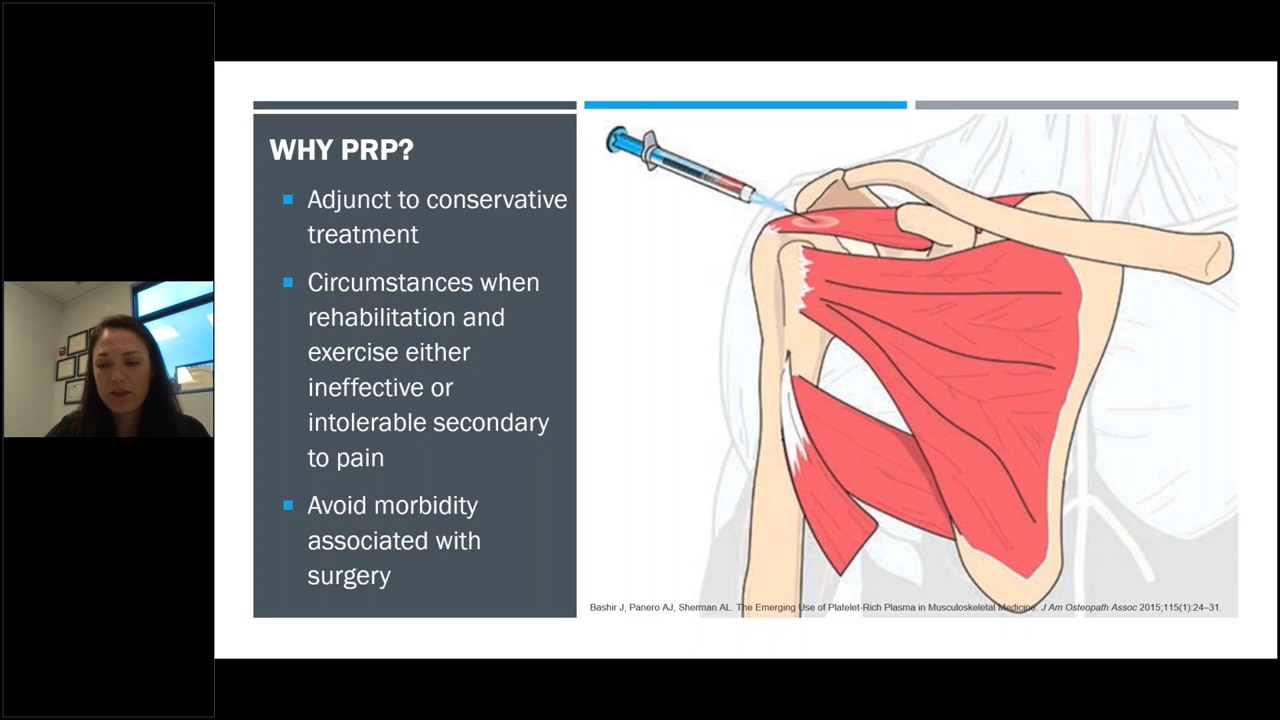 WHY PRP?
Adjunct to conservative
treatment
Circumstances when
rehabilitation and
exercise either
ineffective or
intolerable secondary
to pain
Avoid morbidity
associated with
surgery
Bashir J, Panero AJ, Sherman AL. The Emerging Use of Platelet-Rich Plasma in Musculoskeletal Medicine. J Am Osteopath Assoc 2015;115(1):24–31.